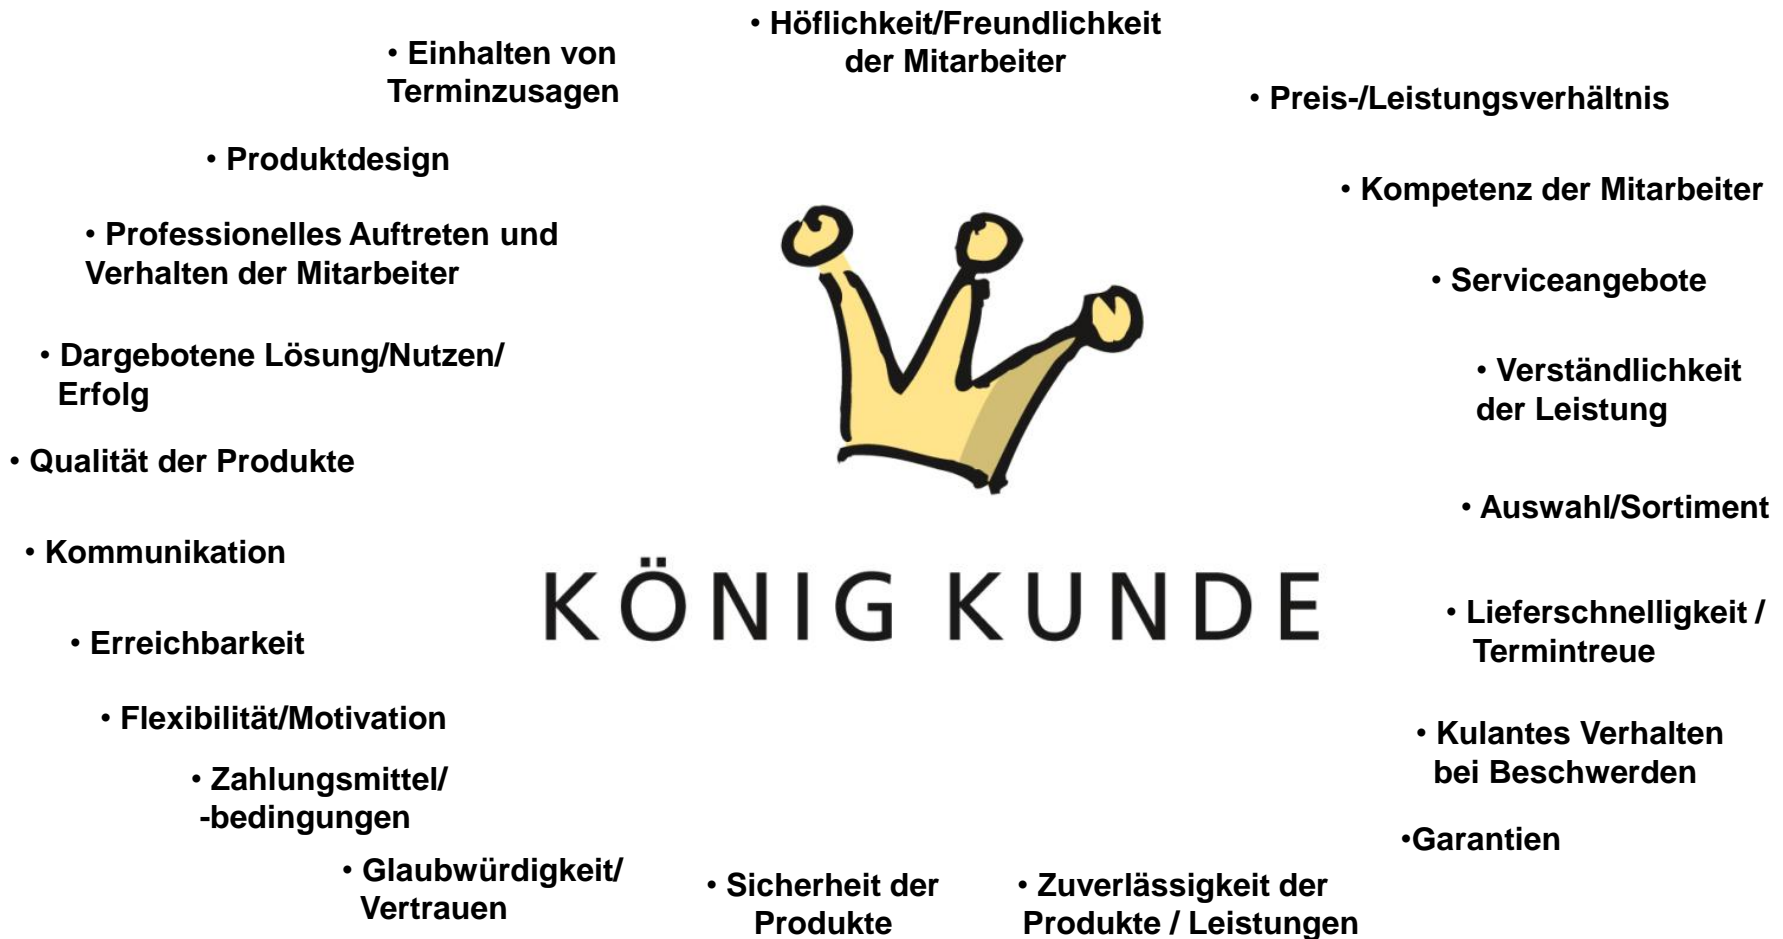 • Höflichkeit/Freundlichkeit
der Mitarbeiter
• Einhalten von
Terminzusagen
• Preis-/Leistungsverhältnis
• Produktdesign
• Kompetenz der Mitarbeiter
• Professionelles Auftreten und
Verhalten der Mitarbeiter
• Serviceangebote
• Dargebotene Lösung/Nutzen/
Erfolg
• Verständlichkeit
der Leistung
• Qualität der Produkte
• Auswahl/Sortiment
• Kommunikation
KÖNIG KUNDE
• Lieferschnelligkeit /
Termintreue
• Erreichbarkeit
• Flexibilität/Motivation
• Kulantes Verhalten
bei Beschwerden
• Zahlungsmittel/
-bedingungen
•Garantien
• Glaubwürdigkeit/
Vertrauen
• Sicherheit der
Produkte
• Zuverlässigkeit der
Produkte / Leistungen